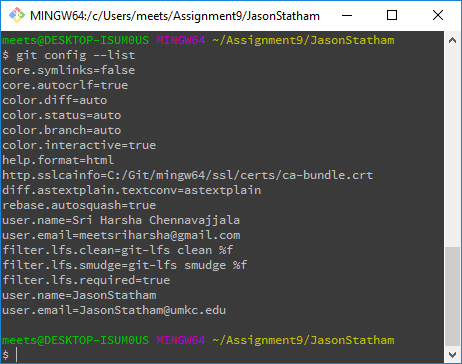 MINGW64:/c/Users/meets/Assignment9/JasonStatham
meets@DESKTOP-ISUM0US MINGW64 ~/Assignment9/JasonStatham
$ git config --list
core.symlinks=false
core.autocrlf=true
color.diff=auto
color.status=auto
color.branch=auto
color.interactive=true
help.format=html
http.sslcainfo=C:/Git/mingw64/ssl/certs/ca-bundle.crt
diff.astextplain.textconv=astextplain
rebase.autosquash=true
user.name=Sri Harsha Chennavajjala
user.email=meetsriharsha@gmail.com
filter.lfs.clean=git-lfs clean %f
filter.lfs.smudge=git-lfs smudge %f
filter.lfs.required=true
user.name=JasonStatham
user.email=JasonStatham@umkc.edu
meets@DESKTOP-ISUM0US MINGW64 ~/Assignment9/JasonStatham
$